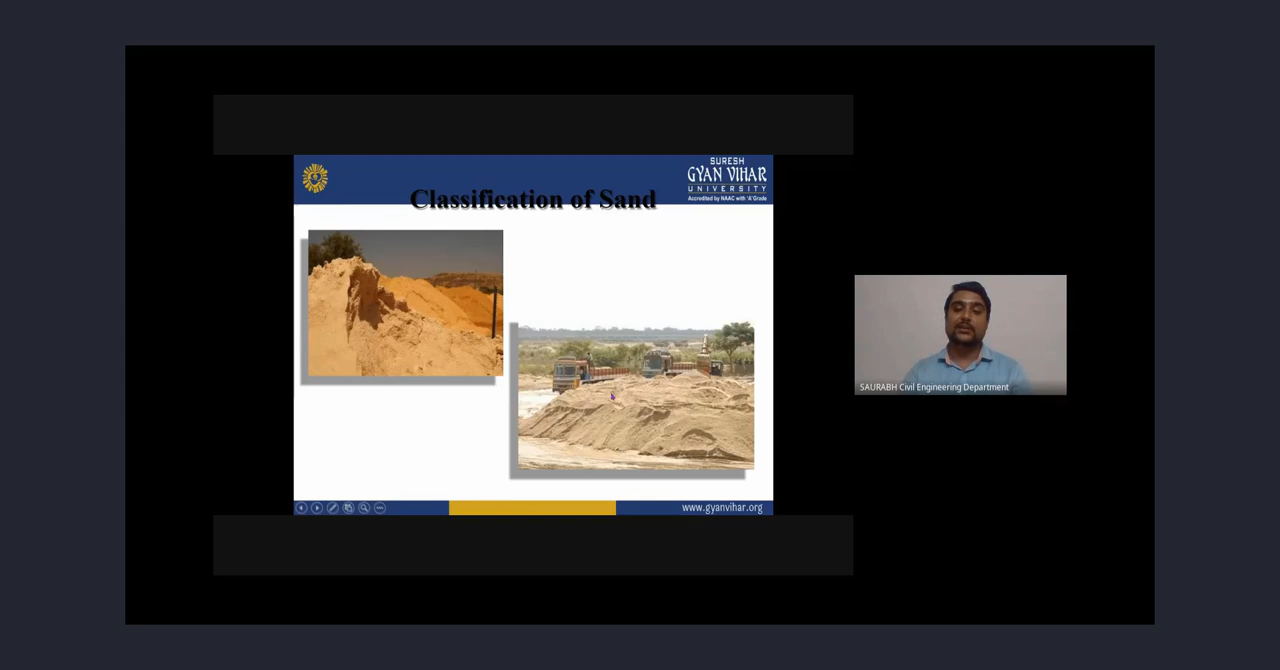 SURESH
GYAN VIHAR
UNIVERSITY
Accredited by NAAC with 'A' Grade
Classification of Sand
SAURABH Civil Engineering Department
www.gyanvihar.org